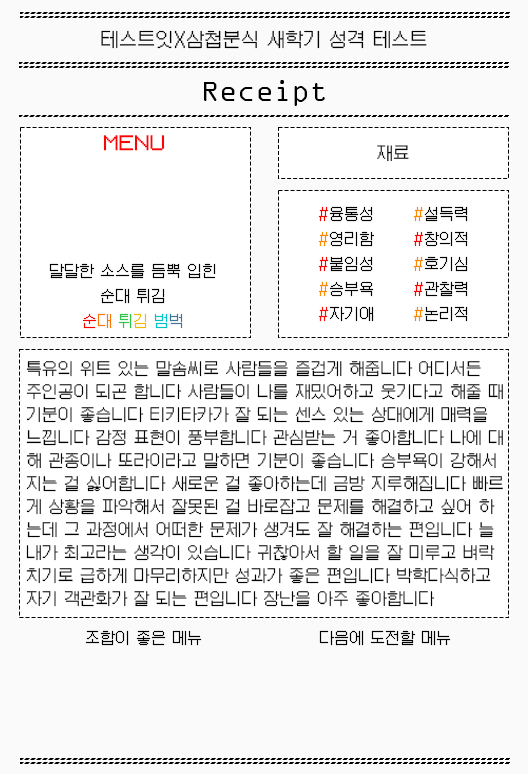 테스트잇X삼첩분식 새학기 성격 테스트
Receipt
MENU
달달한 소스를 듬뿍 입힌
순대 튀김
순대 튀김 범벅
재료
#융통성 #설득력
#영리함 #창의적
#붙임성 #호기심
#승부욕 #관찰력
#자기애 #논리적
특유의 위트 있는 말솜씨로 사람들을 즐겁게 해줍니다 어디서든
주인공이 되곤 합니다 사람들이 나를 재밌어하고 웃기다고 해줄 때
기분이 좋습니다 티키타카가 잘 되는 센스 있는 상대에게 매력을
느낍니다 감정 표현이 풍부합니다 관심받는 거 좋아합니다 나에 대
해 관종이나 또라이라고 말하면 기분이 좋습니다 승부욕이 강해서
지는 걸 싫어합니다 새로운 걸 좋아하는데 금방 지루해집니다 빠르
게 상황을 파악해서 잘못된 걸 바로잡고 문제를 해결하고 싶어 하
는데 그 과정에서 어떠한 문제가 생겨도 잘 해결하는 편입니다 늘
내가 최고라는 생각이 있습니다 귀찮아서 할 일을 잘 미루고 벼락
치기로 급하게 마무리하지만 성과가 좋은 편입니다 박학다식하고
자기 객관화가 잘 되는 편입니다 장난을 아주 좋아합니다
조합이 좋은 메뉴 다음에 도전할 메뉴